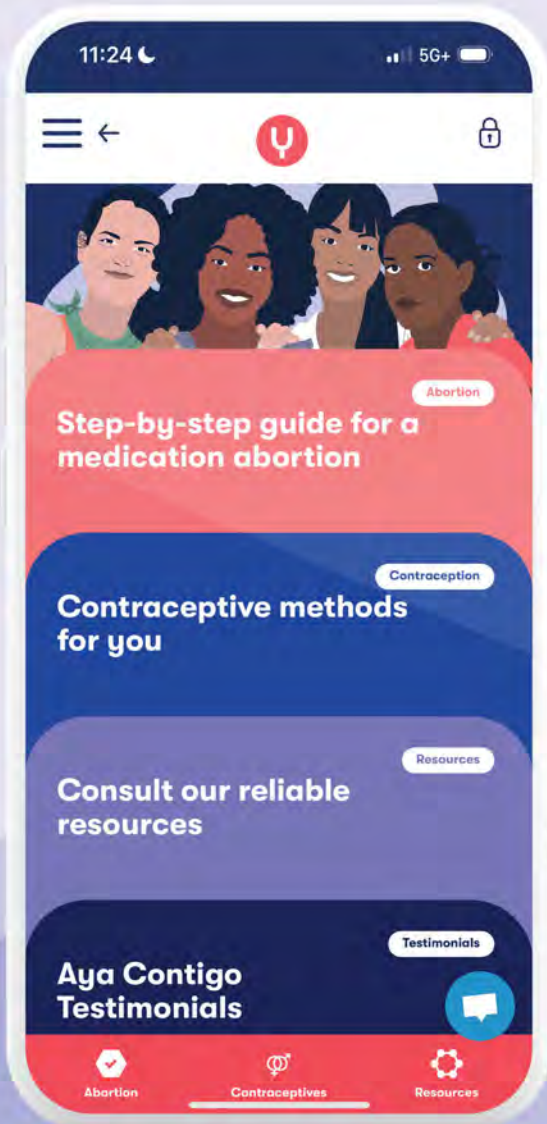 11:24
5G+
Abortion
Step-by-step guide for a
medication abortion
Contraception
Contraceptive methods
for you
Resources
Consult our reliable
resources
Testimonials
Aya Contigo
Testimonials
Abortion
Contraceptives
Resources